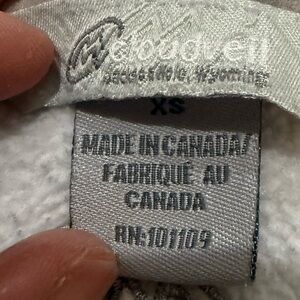 cloudveil
Jackson Hole, Wyoming
XS
MADE IN CANADA/
FABRIQUÉ AU
CANADA
RN:101109